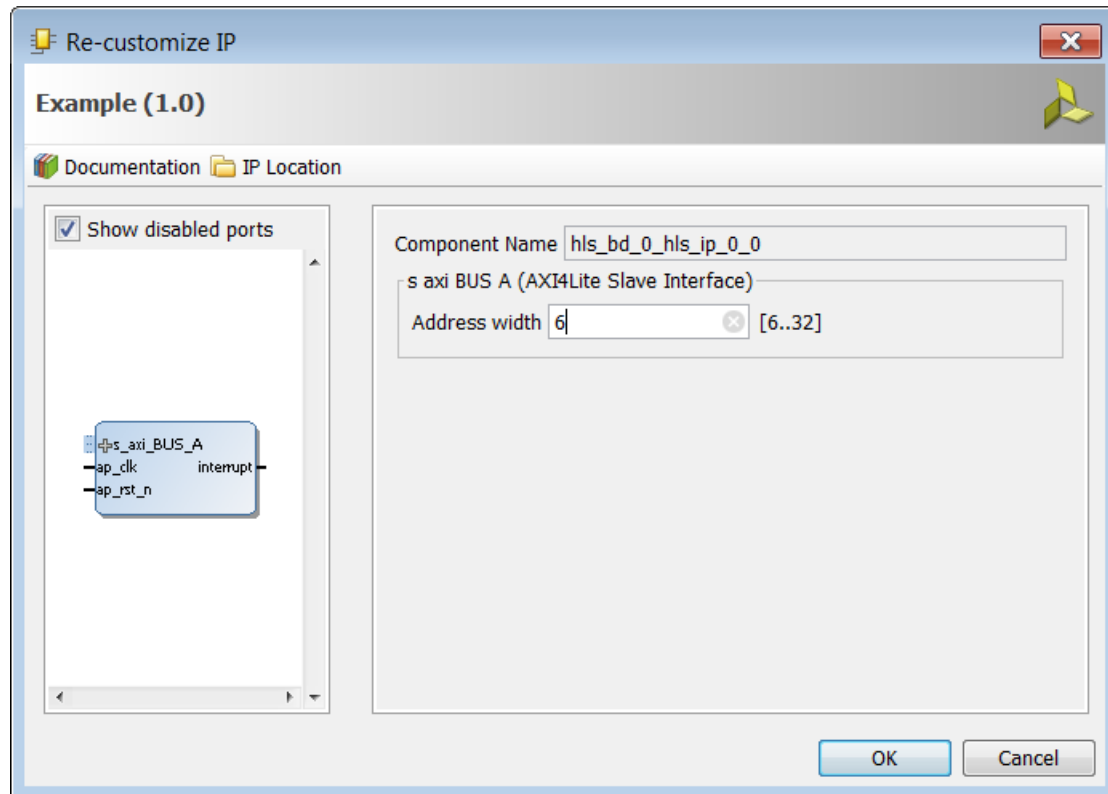 Re-customize IP
Example (1.0)
Documentation IP Location
Show disabled ports
s_axi_BUS_A
ap_clk interrupt
ap_rst_n
Component Name hls_bd_0_hls_ip_0_0
s axi BUS A (AXI4Lite Slave Interface)
Address width 6 [6..32]
OK Cancel